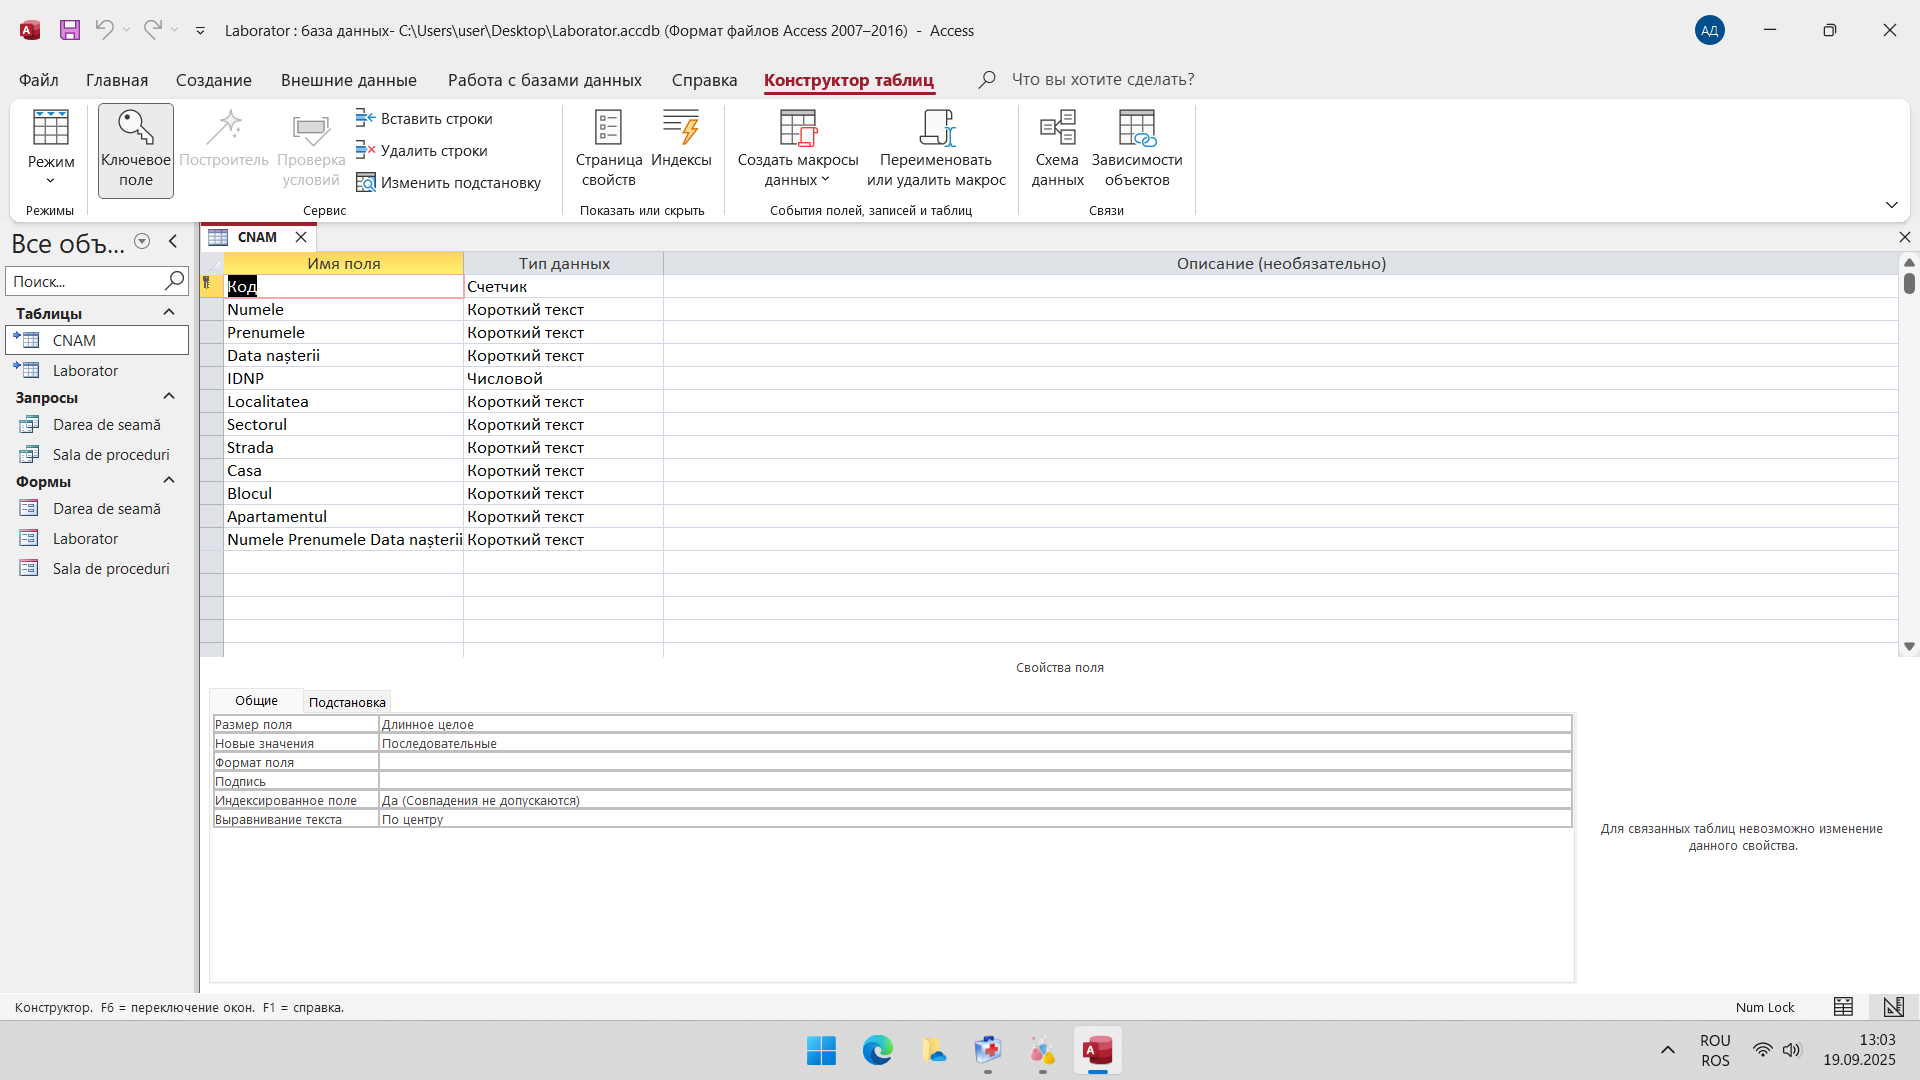 Laborator : база данных- C:\Users\user\Desktop\Laborator.accdb (Формат файлов Access 2007–2016) - Access
АД
Файл Главная Создание Внешние данные Работа с базами данных Справка Конструктор таблиц Что вы хотите сделать?
Режим
Ключевое поле
Построитель
Проверка условий
Вставить строки
Удалить строки
Изменить подстановку
Страница свойств
Индексы
Создать макросы данных
Переименовать или удалить макрос
Схема данных
Зависимости объектов
Режимы
Сервис
Показать или скрыть
События полей, записей и таблиц
Связи
Все объ...
Поиск...
Таблицы
CNAM
Laborator
Запросы
Darea de seamă
Sala de proceduri
Формы
Darea de seamă
Laborator
Sala de proceduri
CNAM
Имя поля Тип данных Описание (необязательно)
Код Счетчик
Numele Короткий текст
Prenumele Короткий текст
Data nașterii Короткий текст
IDNP Числовой
Localitatea Короткий текст
Sectorul Короткий текст
Strada Короткий текст
Casa Короткий текст
Blocul Короткий текст
Apartamentul Короткий текст
Numele Prenumele Data nașterii Короткий текст
Свойства поля
Общие Подстановка
Размер поля Длинное целое
Новые значения Последовательные
Формат поля
Подпись
Индексированное поле Да (Совпадения не допускаются)
Выравнивание текста По центру
Для связанных таблиц невозможно изменение
данного свойства.
Конструктор. F6 = переключение окон. F1 = справка.
Num Lock
ROU
ROS
13:03
19.09.2025